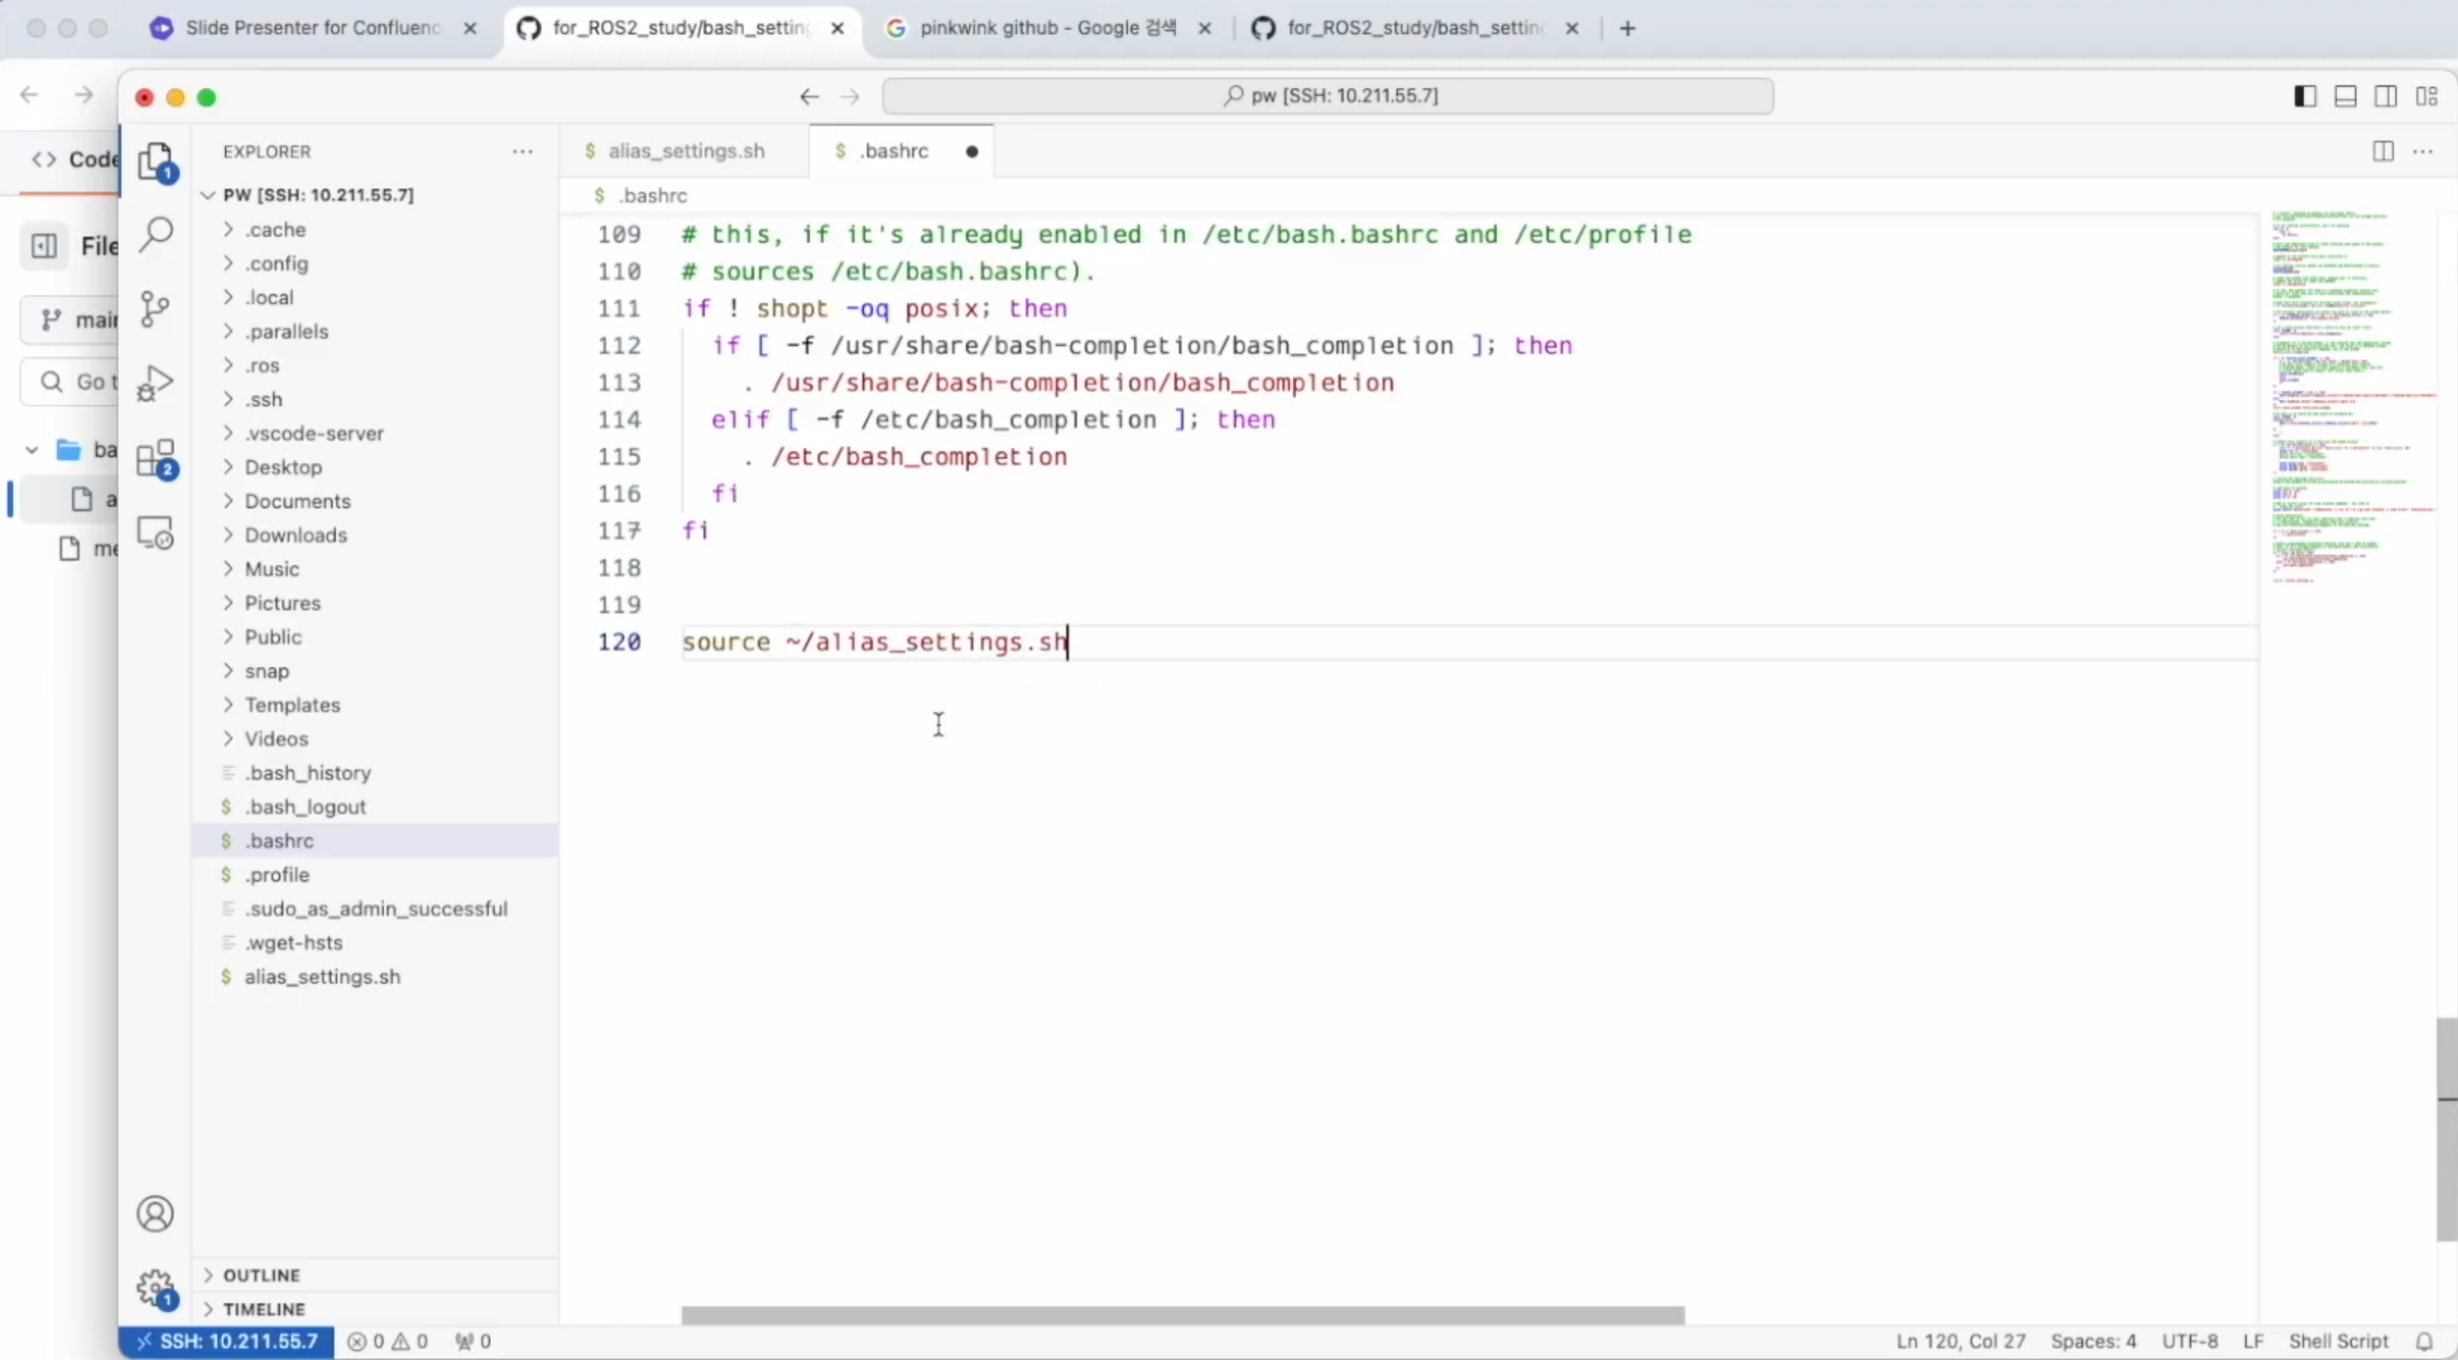 Slide Presenter for Confluenc
for_ROS2_study/bash_settin
pinkwink github - Google 검색
for_ROS2_study/bash_settin
pw [SSH: 10.211.55.7]
Code
File
main
Go t
ba
a
me
EXPLORER
PW [SSH: 10.211.55.7]
.cache
.config
.local
.parallels
.ros
.ssh
.vscode-server
Desktop
Documents
Downloads
Music
Pictures
Public
snap
Templates
Videos
.bash_history
.bash_logout
.bashrc
.profile
.sudo_as_admin_successful
.wget-hsts
alias_settings.sh
OUTLINE
TIMELINE
1
2
1
$ alias_settings.sh
$ .bashrc
$ .bashrc
109 # this, if it's already enabled in /etc/bash.bashrc and /etc/profile
110 # sources /etc/bash.bashrc).
111 if ! shopt -oq posix; then
112 if [ -f /usr/share/bash-completion/bash_completion ]; then
113 . /usr/share/bash-completion/bash_completion
114 elif [ -f /etc/bash_completion ]; then
115 . /etc/bash_completion
116 fi
117 fi
118
119
120 source ~/alias_settings.sh
SSH: 10.211.55.7
0 0
0
Ln 120, Col 27 Spaces: 4 UTF-8 LF Shell Script